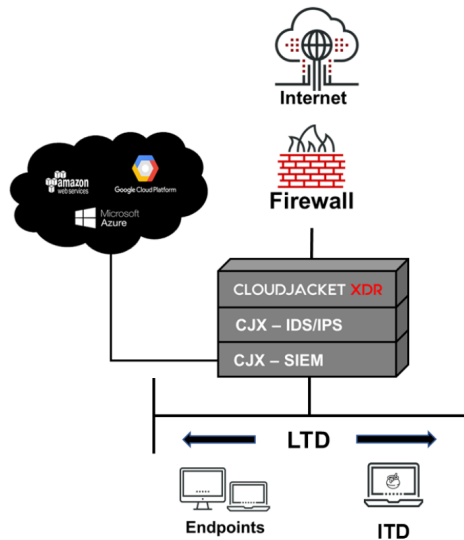 Internet
Firewall
amazon
web services
Google Cloud Platform
Microsoft
Azure
CLOUDJACKET XDR
CJX – IDS/IPS
CJX – SIEM
LTD
Endpoints
ITD